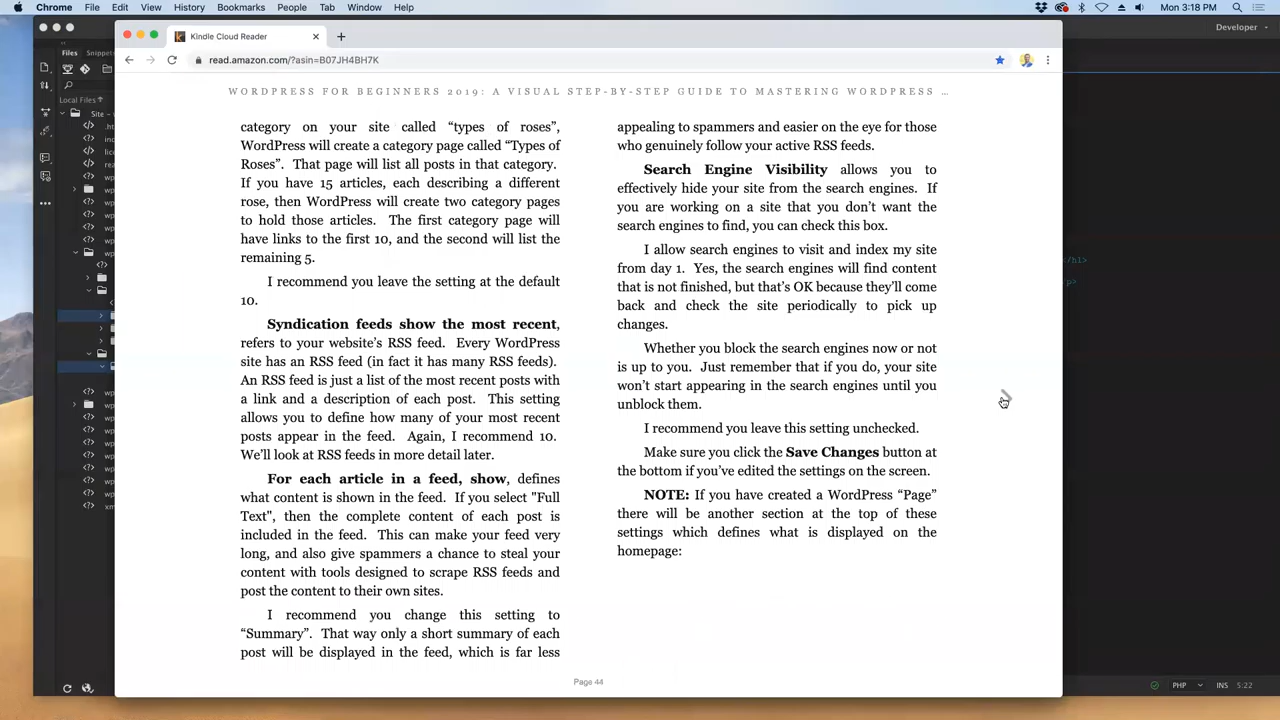 Chrome File Edit View History Bookmarks People Tab Window Help Mon 3:18 PM
Developer
Kindle Cloud Reader
Files Snippets
read.amazon.com/?asin=B07JH4BH7K
Local Files
Site -
WORDPRESS FOR BEGINNERS 2019: A VISUAL STEP-BY-STEP GUIDE TO MASTERING WORDPRESS ...
category on your site called “types of roses”,
WordPress will create a category page called “Types of
Roses”. That page will list all posts in that category.
If you have 15 articles, each describing a different
rose, then WordPress will create two category pages
to hold those articles. The first category page will
have links to the first 10, and the second will list the
remaining 5.
I recommend you leave the setting at the default
10.
Syndication feeds show the most recent,
refers to your website’s RSS feed. Every WordPress
site has an RSS feed (in fact it has many RSS feeds).
An RSS feed is just a list of the most recent posts with
a link and a description of each post. This setting
allows you to define how many of your most recent
posts appear in the feed. Again, I recommend 10.
We’ll look at RSS feeds in more detail later.
For each article in a feed, show, defines
what content is shown in the feed. If you select "Full
Text”, then the complete content of each post is
included in the feed. This can make your feed very
long, and also give spammers a chance to steal your
content with tools designed to scrape RSS feeds and
post the content to their own sites.
I recommend you change this setting to
“Summary”. That way only a short summary of each
post will be displayed in the feed, which is far less
appealing to spammers and easier on the eye for those
who genuinely follow your active RSS feeds.
Search Engine Visibility allows you to
effectively hide your site from the search engines. If
you are working on a site that you don’t want the
search engines to find, you can check this box.
I allow search engines to visit and index my site
from day 1. Yes, the search engines will find content
that is not finished, but that’s OK because they’ll come
back and check the site periodically to pick up
changes.
Whether you block the search engines now or not
is up to you. Just remember that if you do, your site
won’t start appearing in the search engines until you
unblock them.
I recommend you leave this setting unchecked.
Make sure you click the Save Changes button at
the bottom if you’ve edited the settings on the screen.
NOTE: If you have created a WordPress “Page”
there will be another section at the top of these
settings which defines what is displayed on the
homepage:
Page 44
/h1>
/p>
PHP INS 5:22